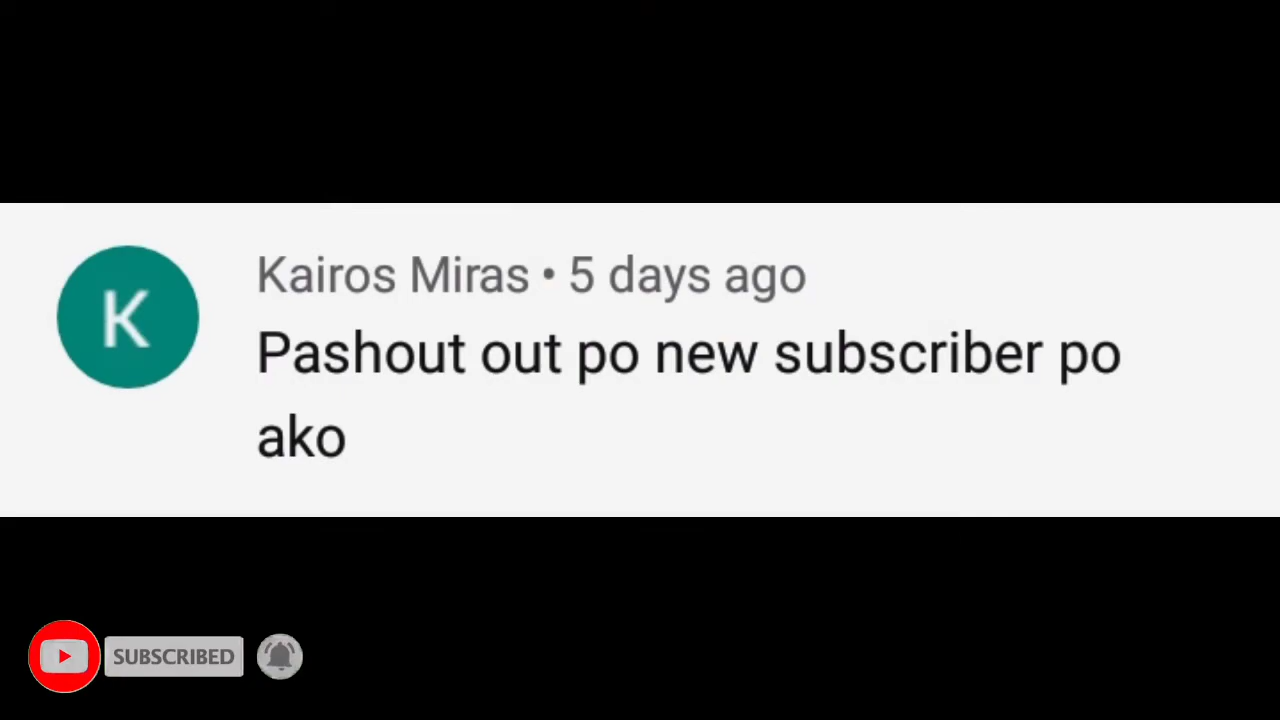 K
Kairos Miras • 5 days ago
Pashout out po new subscriber po
ako
SUBSCRIBED